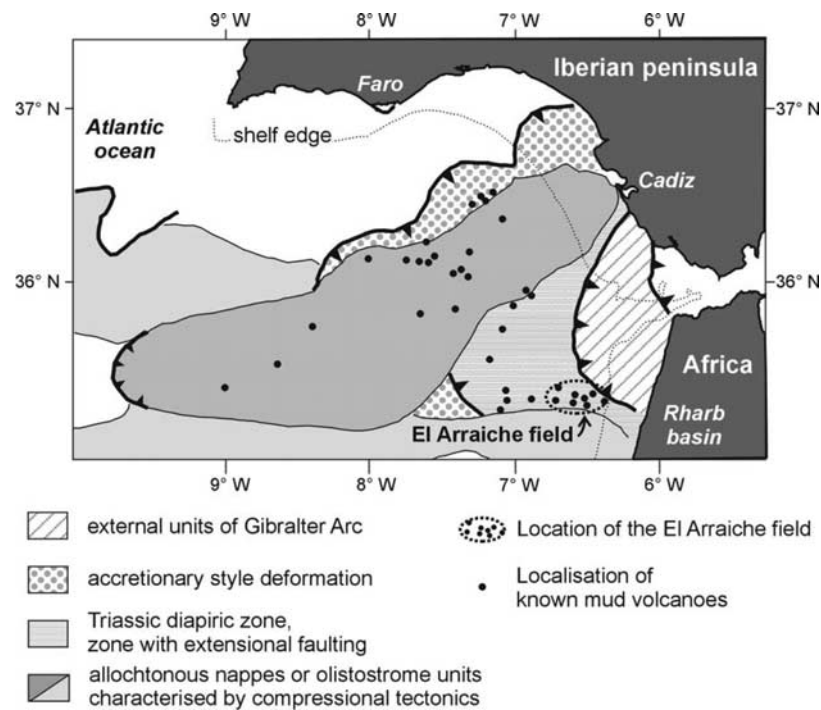 9° W 8° W 7° W 6° W
Iberian peninsula
Faro
37° N 37° N
Atlantic
ocean
shelf edge
Cadiz
36° N 36° N
Africa
Rharb
basin
El Arraiche field
9° W 8° W 7° W 6° W
external units of Gibralter Arc
Location of the El Arraiche field
accretionary style deformation
Localisation of
known mud volcanoes
Triassic diapiric zone,
zone with extensional faulting
allochtonous nappes or olistostrome units
characterised by compressional tectonics